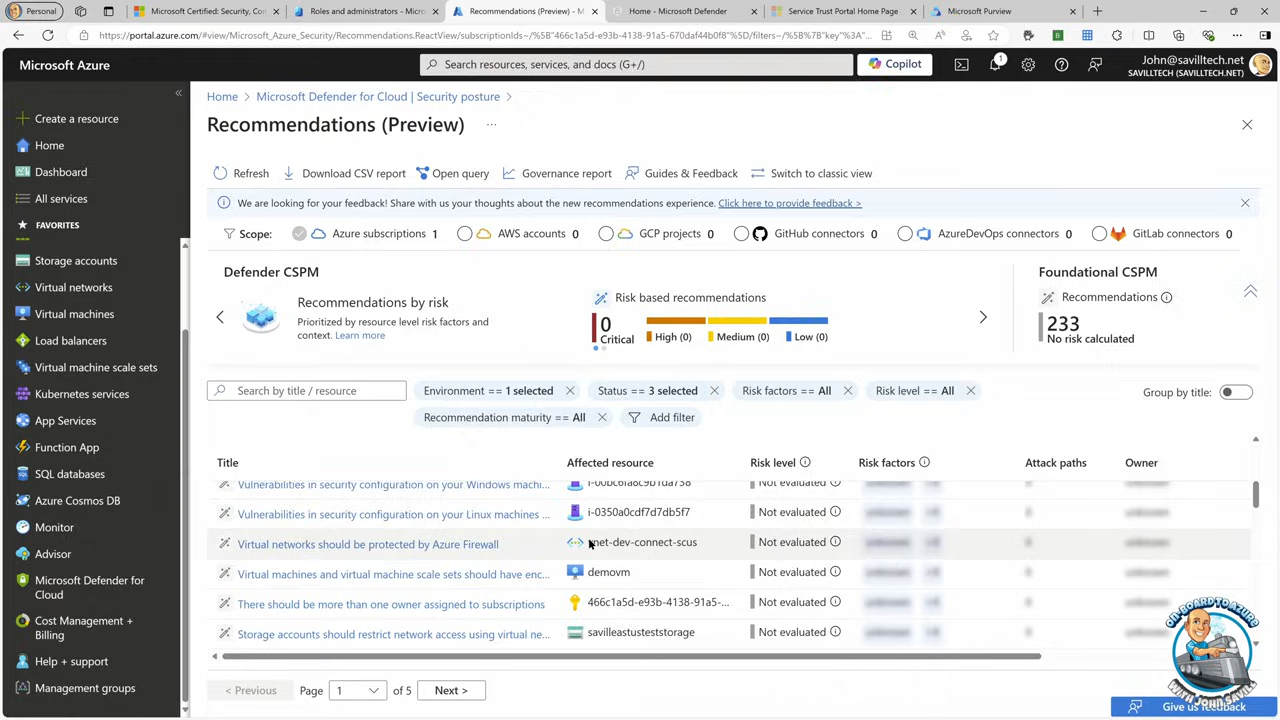 Personal
Microsoft Certified: Security, Con
Roles and administrators - Micros
Recommendations (Preview) - M
Home - Microsoft Defender
Service Trust Portal Home Page
Microsoft Purview
https://portal.azure.com/#view/Microsoft_Azure_Security/Recommendations.ReactView/subscriptionIds~/%5B"466c1a5d-e93b-4138-91a5-670daf44b0f8"%5D/filters~/%5B%7B"key"%3A"...
Microsoft Azure
Search resources, services, and docs (G+/)
Copilot
1
John@savilltech.net
SAVILLTECH (SAVILLTECH.NET)
Create a resource
Home
Dashboard
All services
FAVORITES
Storage accounts
Virtual networks
Virtual machines
Load balancers
Virtual machine scale sets
Kubernetes services
App Services
Function App
SQL databases
Azure Cosmos DB
Monitor
Advisor
Microsoft Defender for
Cloud
Cost Management +
Billing
Help + support
Management groups
Home > Microsoft Defender for Cloud | Security posture >
Recommendations (Preview) ...
Refresh Download CSV report Open query Governance report Guides & Feedback Switch to classic view
We are looking for your feedback! Share with us your thoughts about the new recommendations experience. Click here to provide feedback >
Scope: Azure subscriptions 1 AWS accounts 0 GCP projects 0 GitHub connectors 0 AzureDevOps connectors 0 GitLab connectors 0
Defender CSPM
Recommendations by risk
Prioritized by resource level risk factors and
context. Learn more
Risk based recommendations
0
Critical
High (0) Medium (0) Low (0)
Foundational CSPM
Recommendations
233
No risk calculated
Search by title / resource
Environment == 1 selected
Status == 3 selected
Risk factors == All
Risk level == All
Group by title:
Recommendation maturity == All
Add filter
Title Affected resource Risk level Risk factors Attack paths Owner
Vulnerabilities in security configuration on your Windows machi... i-00bc6fa8c9b1da738 Not evaluated
Vulnerabilities in security configuration on your Linux machines ... i-0350a0cdf7d7db5f7 Not evaluated
Virtual networks should be protected by Azure Firewall net-dev-connect-scus Not evaluated
Virtual machines and virtual machine scale sets should have enc... demovm Not evaluated
There should be more than one owner assigned to subscriptions 466c1a5d-e93b-4138-91a5-... Not evaluated
Storage accounts should restrict network access using virtual ne... savilleastusteststorage Not evaluated
< Previous Page 1 of 5 Next >
Give us feedback
ON BOARD TO AZURE
WITH JOHN SAVILL